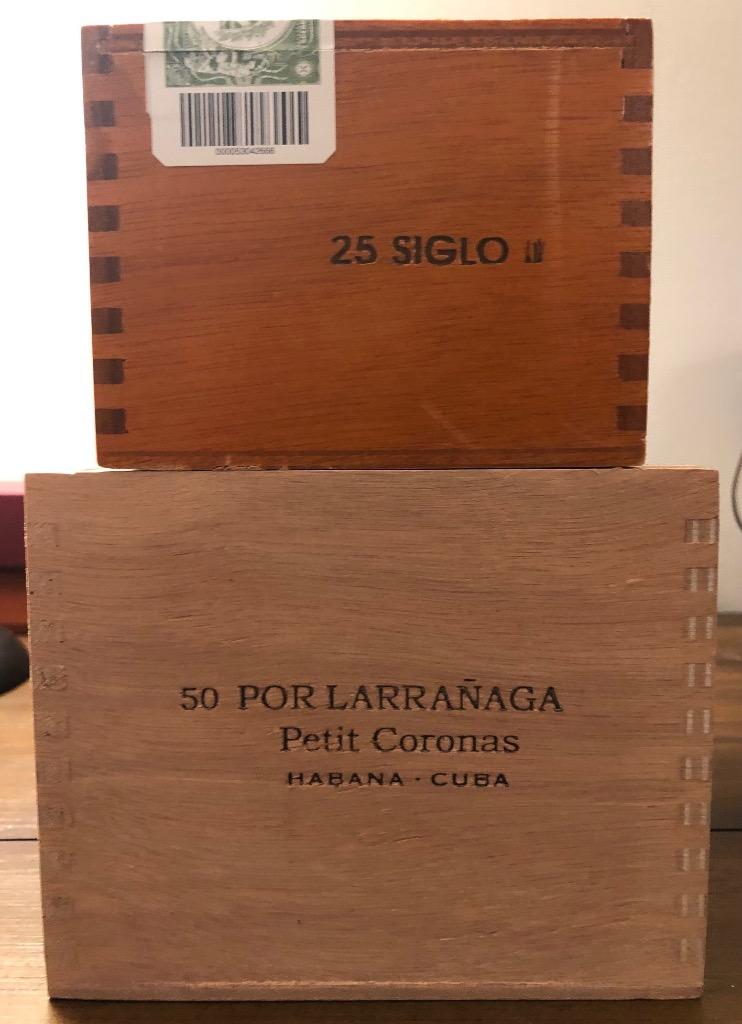 25 SIGLO II
50 POR LARRAÑAGA
Petit Coronas
HABANA · CUBA